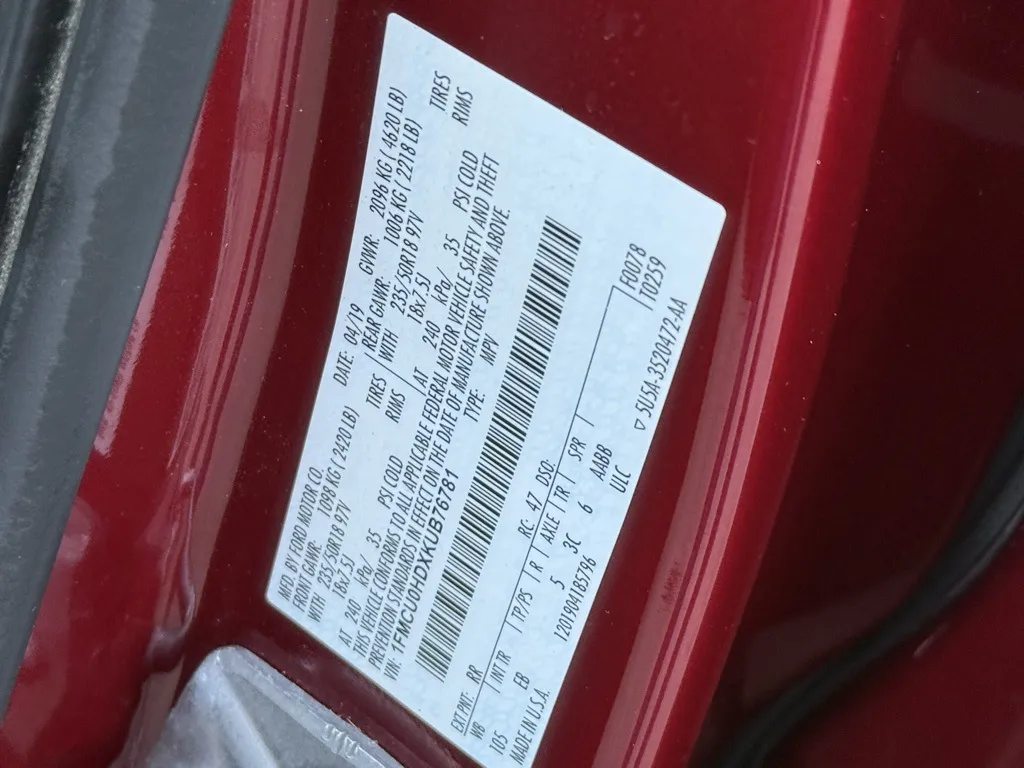 MFD. BY FORD MOTOR CO. DATE: 04/19 GVWR: 2096 KG ( 4620 LB)
FRONT GAWR: 1098 KG ( 2420 LB) REAR GAWR: 1006 KG ( 2218 LB)
WITH 235/50R18 97V TIRES WITH 235/50R18 97V TIRES
18x7.5J RIMS 18x7.5J RIMS
AT 240 kPa/ 35 PSI COLD AT 240 kPa/ 35 PSI COLD
THIS VEHICLE CONFORMS TO ALL APPLICABLE FEDERAL MOTOR VEHICLE SAFETY AND THEFT
PREVENTION STANDARDS IN EFFECT ON THE DATE OF MANUFACTURE SHOWN ABOVE.
VIN: 1FMCU0HDXKUB76781 TYPE: MPV
EXT PNT: RR RC: 47 DSO: F0078
WB INT TR TP/PS R AXLE TR SPR T0259
105 EB 5 3C 6 AABB
MADE IN U.S.A. 12019041B5796 ULC 5U5A-3520472-AA